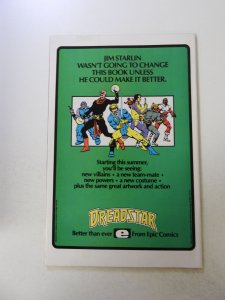 JIM STARLIN
WASN'T GOING TO CHANGE
THIS BOOK UNLESS
HE COULD MAKE IT BETTER.
Starting this summer,
you'll be seeing:
new villains • a new team-mate •
new powers • a new costume •
plus the same great artwork and action
DREADSTAR
Better than ever e From Epic Comics